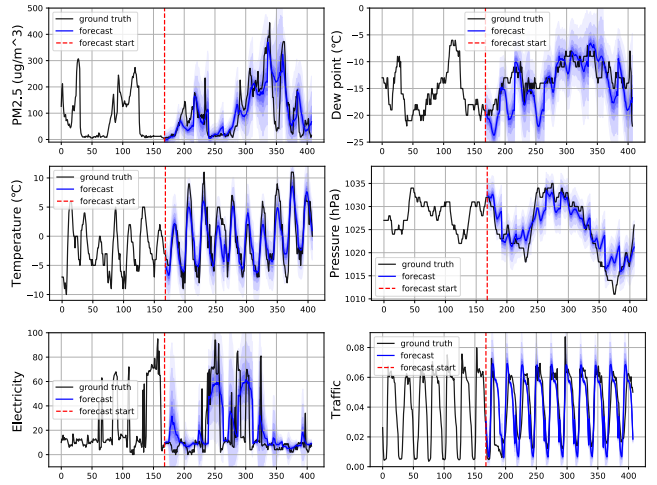 PM2.5 (ug/m^3)
500
400
300
200
100
0
ground truth
forecast
forecast start
0 50 100 150 200 250 300 350 400
Dew point (℃)
0
−5
−10
−15
−20
−25
ground truth
forecast
forecast start
0 50 100 150 200 250 300 350 400
Temperature (℃)
10
5
0
−5
−10
ground truth
forecast
forecast start
0 50 100 150 200 250 300 350 400
Pressure (hPa)
1035
1030
1025
1020
1015
1010
ground truth
forecast
forecast start
0 50 100 150 200 250 300 350 400
Electricity
100
80
60
40
20
0
ground truth
forecast
forecast start
0 50 100 150 200 250 300 350 400
Traffic
0,08
0,06
0,04
0,02
0,00
ground truth
forecast
forecast start
0 50 100 150 200 250 300 350 400